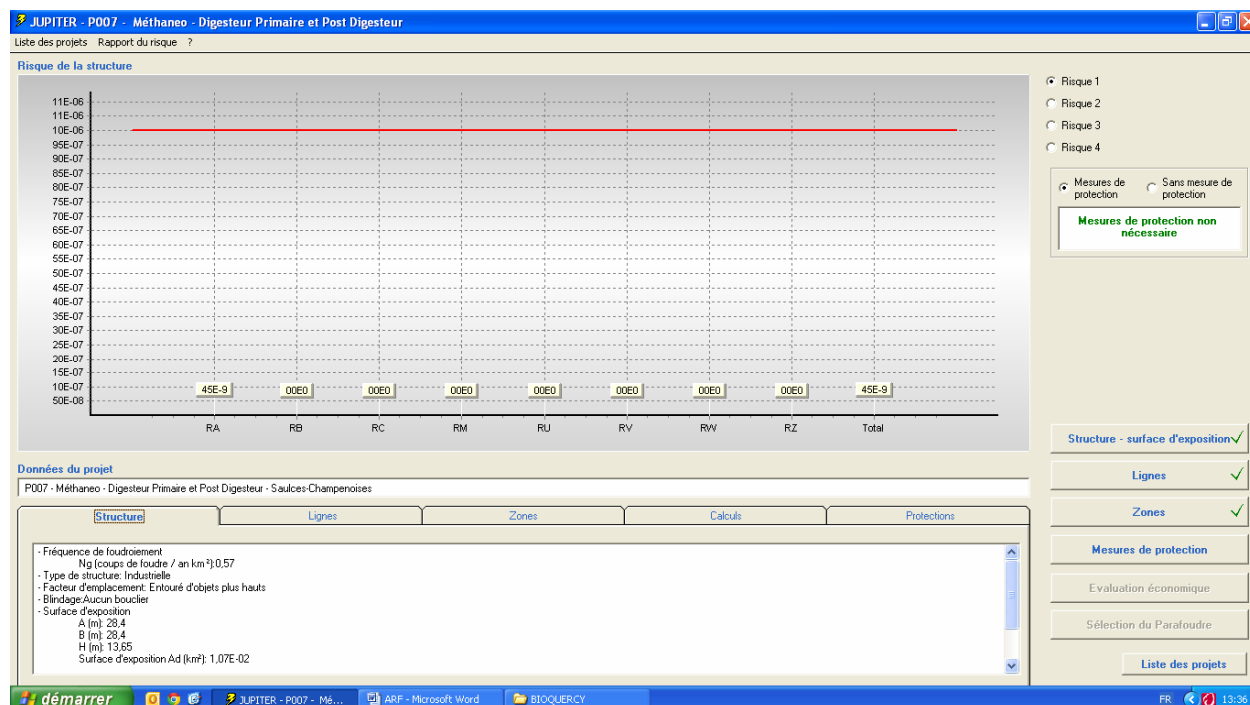 JUPITER - P007 - Méthaneo - Digesteur Primaire et Post Digesteur
Liste des projets Rapport du risque ?
Risque de la structure
11E-06
11E-06
10E-06
95E-07
90E-07
85E-07
80E-07
75E-07
70E-07
65E-07
60E-07
55E-07
50E-07
45E-07
40E-07
35E-07
30E-07
25E-07
20E-07
15E-07
10E-07
50E-08
45E-9 00E0 00E0 00E0 00E0 00E0 00E0 00E0 45E-9
RA RB RC RM RU RV RW RZ Total
Risque 1
Risque 2
Risque 3
Risque 4
Mesures de protection
Sans mesure de protection
Mesures de protection non
nécessaire
Structure - surface d'exposition
Lignes
Zones
Mesures de protection
Evaluation économique
Sélection du Parafoudre
Liste des projets
Données du projet
P007 - Méthaneo - Digesteur Primaire et Post Digesteur - Saulces-Champenoises
Structure Lignes Zones Calculs Protections
- Fréquence de foudroiement
Ng (coups de foudre / an km²):0,57
- Type de structure: Industrielle
- Facteur d'emplacement: Entouré d'objets plus hauts
- Blindage:Aucun bouclier
- Surface d'exposition
A (m): 28,4
B (m): 28,4
H (m): 13,65
Surface d'exposition Ad (km²): 1,07E-02
démarrer JUPITER - P007 - Mé... ARF - Microsoft Word BIOQUERCY FR 13:36